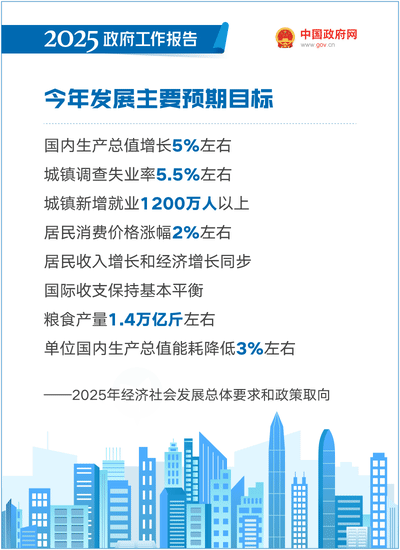 2025 政府工作报告
中国政府网
www.gov.cn
今年发展主要预期目标
国内生产总值增长5%左右
城镇调查失业率5.5%左右
城镇新增就业1200万人以上
居民消费价格涨幅2%左右
居民收入增长和经济增长同步
国际收支保持基本平衡
粮食产量1.4万亿斤左右
单位国内生产总值能耗降低3%左右
——2025年经济社会发展总体要求和政策取向